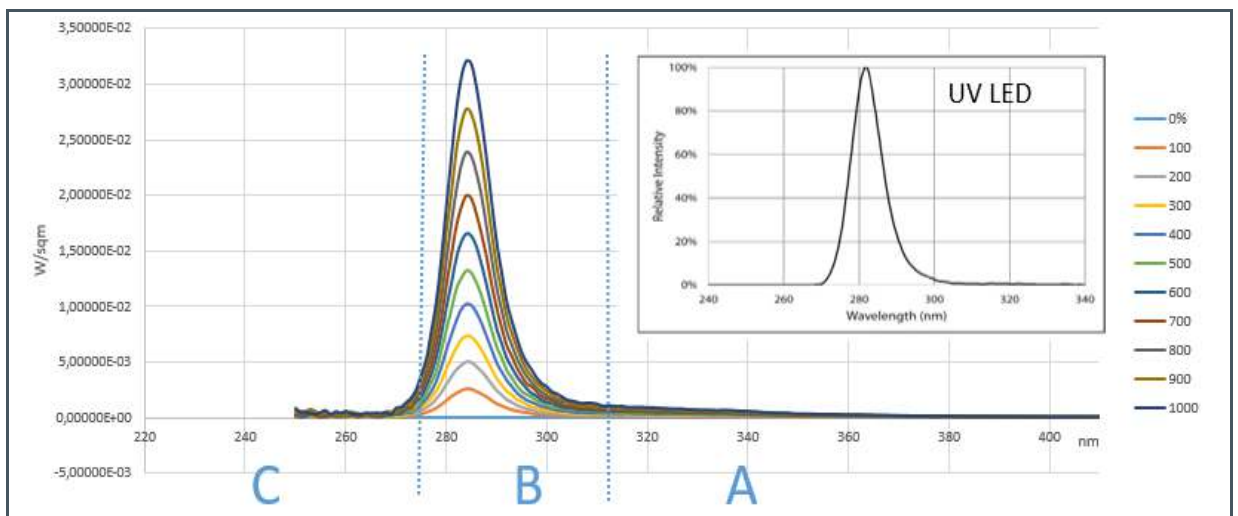 3,50000E-02
3,00000E-02
2,50000E-02
2,00000E-02
1,50000E-02
1,00000E-02
5,00000E-03
0,00000E+00
-5,00000E-03
W/sqm
220 240 260 280 300 320 340 360 380 400 nm
C B A
UV LED
100%
80%
60%
40%
20%
0%
Relative Intensity
240 260 280 300 320 340
Wavelength (nm)
0%
100
200
300
400
500
600
700
800
900
1000